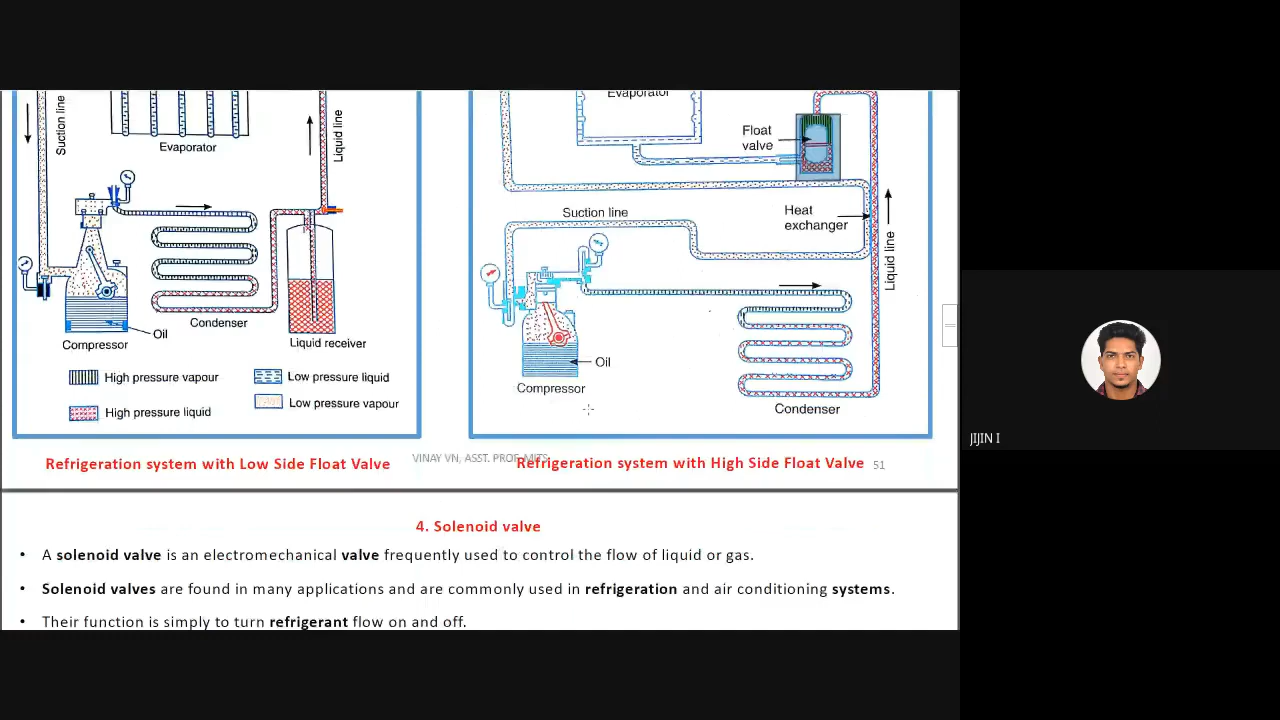 Suction line
Evaporator
Liquid line
Oil
Condenser
Compressor
Liquid receiver
High pressure vapour
Low pressure liquid
High pressure liquid
Low pressure vapour
Refrigeration system with Low Side Float Valve
Evaporator
Float
valve
Suction line
Heat
exchanger
Liquid line
Oil
Compressor
Condenser
VINAY VN, ASST. PROF, MITS
Refrigeration system with High Side Float Valve
51
4. Solenoid valve
• A solenoid valve is an electromechanical valve frequently used to control the flow of liquid or gas.
• Solenoid valves are found in many applications and are commonly used in refrigeration and air conditioning systems.
• Their function is simply to turn refrigerant flow on and off.
JIJIN I